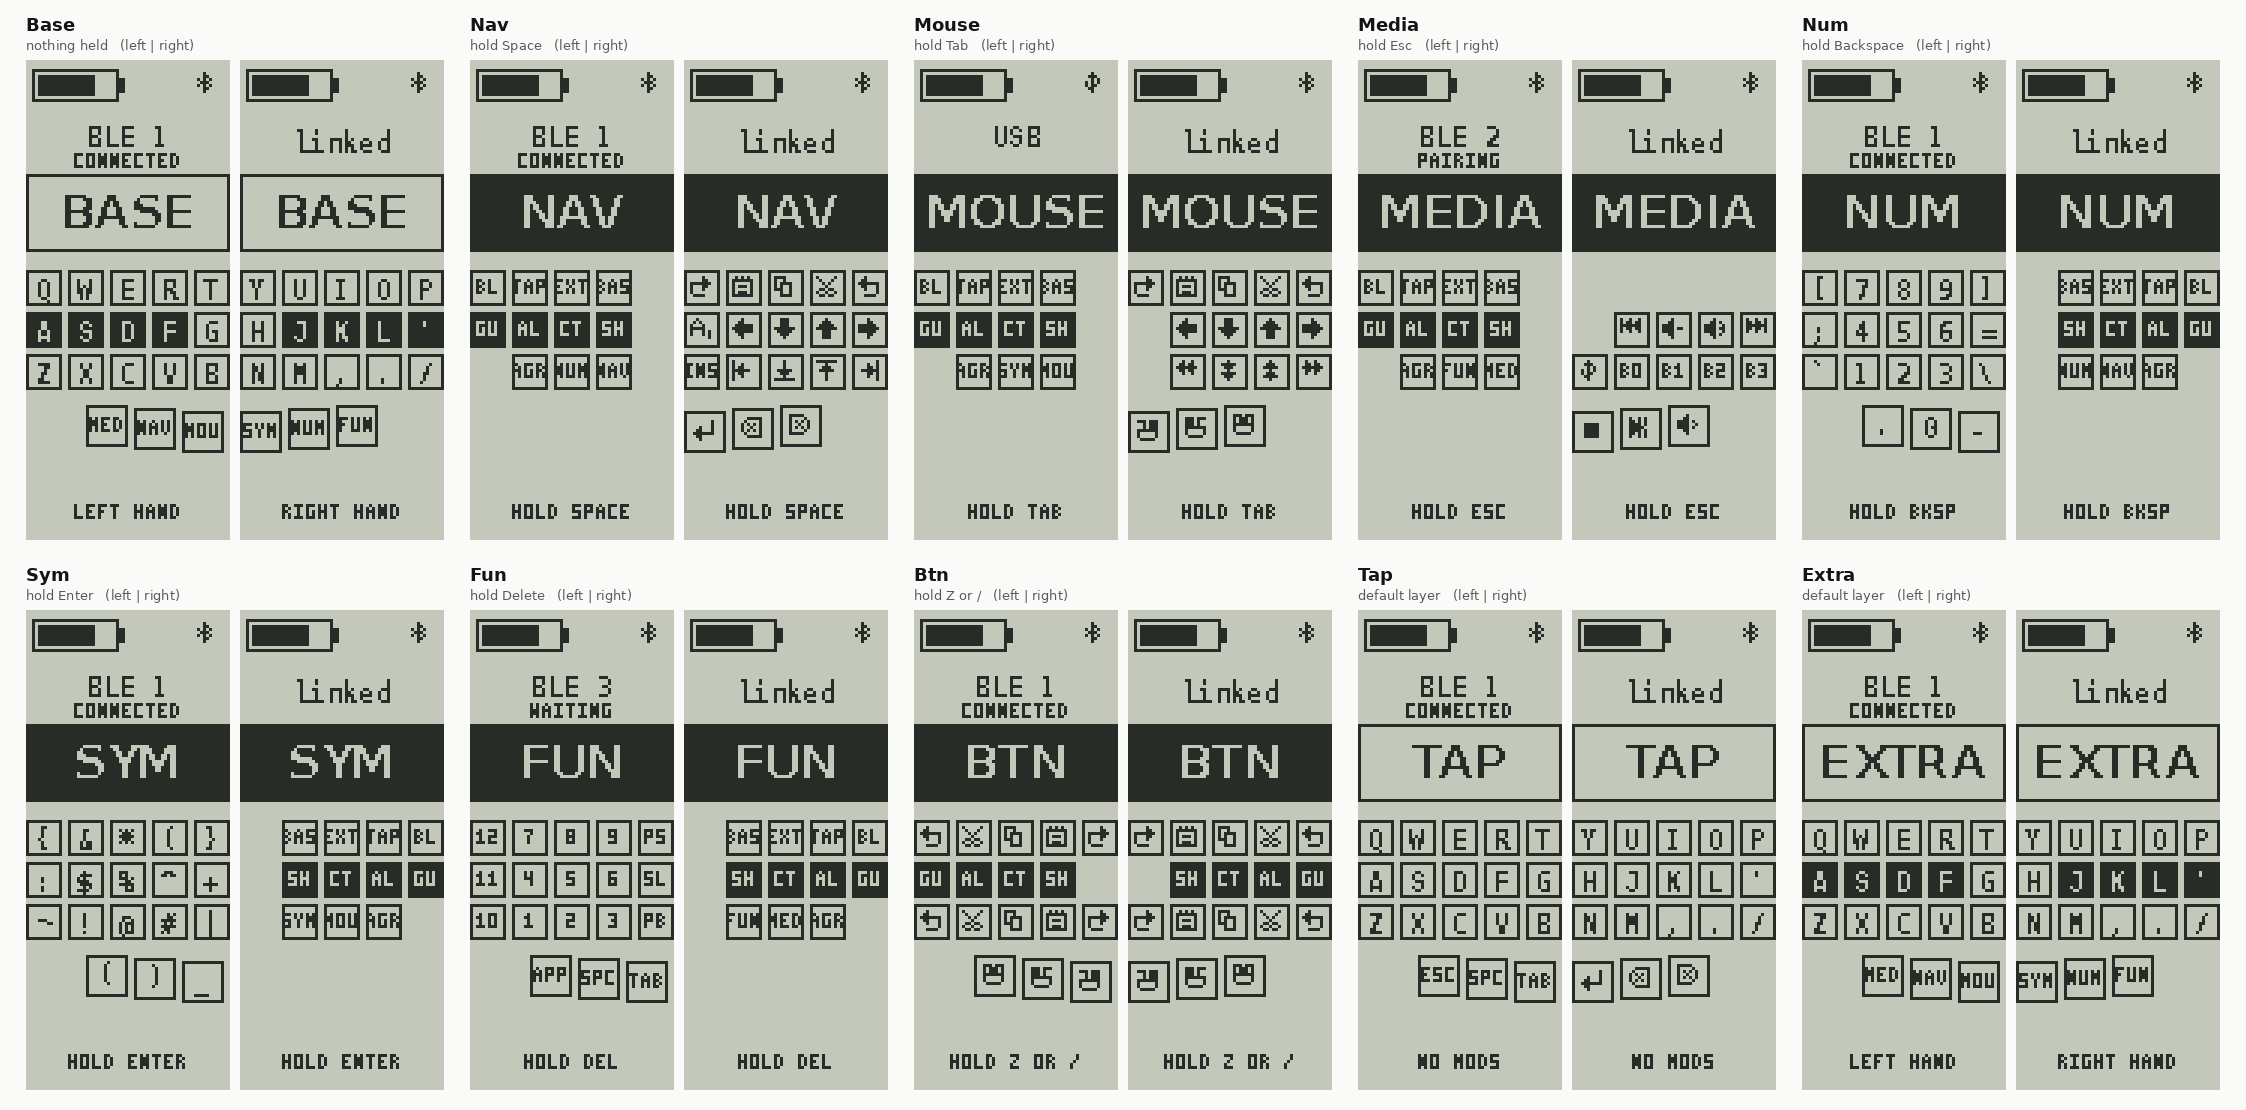 Base
nothing held (left | right)
BLE 1
CONNECTED
BASE
Q W E R T
A S D F G
Z X C V B
MED NAV MOU
LEFT HAND
linked
BASE
Y U I O P
H J K L '
N M , . /
SYM NUM FUN
RIGHT HAND
Nav
hold Space (left | right)
BLE 1
CONNECTED
NAV
BL TAP EXT BAS
GU AL CT SH
AGR NUM NAV
HOLD SPACE
linked
NAV
A,
INS
HOLD SPACE
Mouse
hold Tab (left | right)
USB
MOUSE
BL TAP EXT BAS
GU AL CT SH
AGR SYM MOU
HOLD TAB
linked
MOUSE
HOLD TAB
Media
hold Esc (left | right)
BLE 2
PAIRING
MEDIA
BL TAP EXT BAS
GU AL CT SH
AGR FUN MED
HOLD ESC
linked
MEDIA
B0 B1 B2 B3
HOLD ESC
Num
hold Backspace (left | right)
BLE 1
CONNECTED
NUM
[ 7 8 9 ]
; 4 5 6 =
` 1 2 3 \
. 0 -
HOLD BKSP
linked
NUM
BAS EXT TAP BL
SH CT AL GU
NUM NAV AGR
HOLD BKSP
Sym
hold Enter (left | right)
BLE 1
CONNECTED
SYM
{ & * ( }
: $ % ^ +
~ ! @ # |
( ) _
HOLD ENTER
linked
SYM
BAS EXT TAP BL
SH CT AL GU
SYM MOU AGR
HOLD ENTER
Fun
hold Delete (left | right)
BLE 3
WAITING
FUN
12 7 8 9 PS
11 4 5 6 SL
10 1 2 3 PB
APP SPC TAB
HOLD DEL
linked
FUN
BAS EXT TAP BL
SH CT AL GU
FUN MED AGR
HOLD DEL
Btn
hold Z or / (left | right)
BLE 1
CONNECTED
BTN
GU AL CT SH
HOLD Z OR /
linked
BTN
SH CT AL GU
HOLD Z OR /
Tap
default layer (left | right)
BLE 1
CONNECTED
TAP
Q W E R T
A S D F G
Z X C V B
ESC SPC TAB
NO MODS
linked
TAP
Y U I O P
H J K L '
N M , . /
NO MODS
Extra
default layer (left | right)
BLE 1
CONNECTED
EXTRA
Q W E R T
A S D F G
Z X C V B
MED NAV MOU
LEFT HAND
linked
EXTRA
Y U I O P
H J K L '
N M , . /
SYM NUM FUN
RIGHT HAND